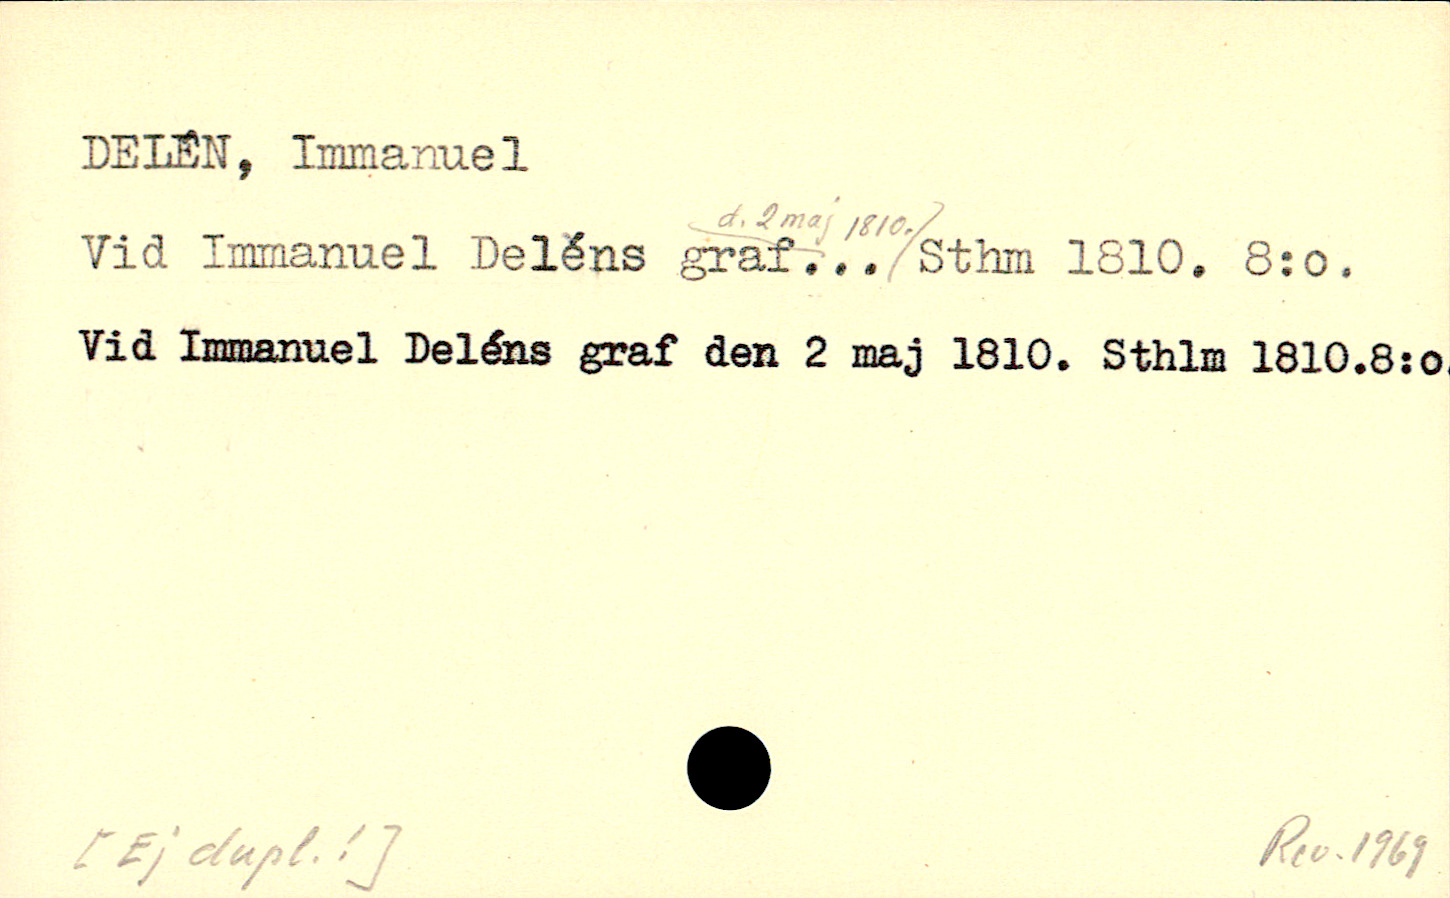 DELÉN, Immanuel
d. 2 maj 1810.
Vid Immanuel Deléns graf... Sthm 1810. 8:o.
Vid Immanuel Deléns graf den 2 maj 1810. Sthlm 1810.8:o.
[Ej dupl.!]
Rev. 1969